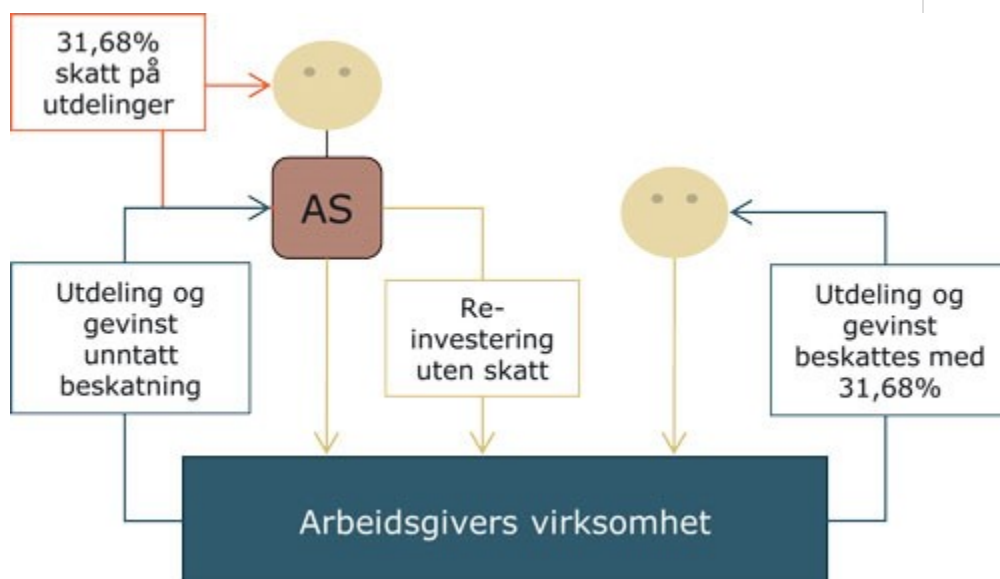 31,68%
skatt på
utdelinger
AS
Utdeling og
gevinst
unntatt
beskatning
Re-
investering
uten skatt
Utdeling og
gevinst
beskattes med
31,68%
Arbeidsgivers virksomhet